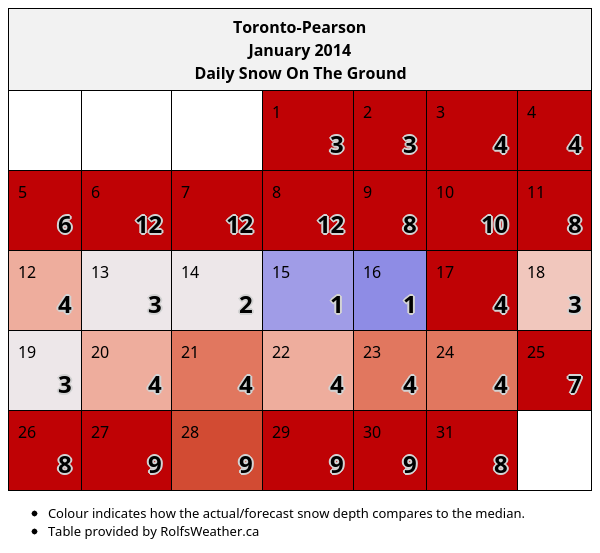 Toronto-Pearson
January 2014
Daily Snow On The Ground
1 2 3 4
3 3 4 4
5 6 7 8 9 10 11
6 12 12 12 8 10 8
12 13 14 15 16 17 18
4 3 2 1 1 4 3
19 20 21 22 23 24 25
3 4 4 4 4 4 7
26 27 28 29 30 31
8 9 9 9 9 8
• Colour indicates how the actual/forecast snow depth compares to the median.
• Table provided by RolfsWeather.ca